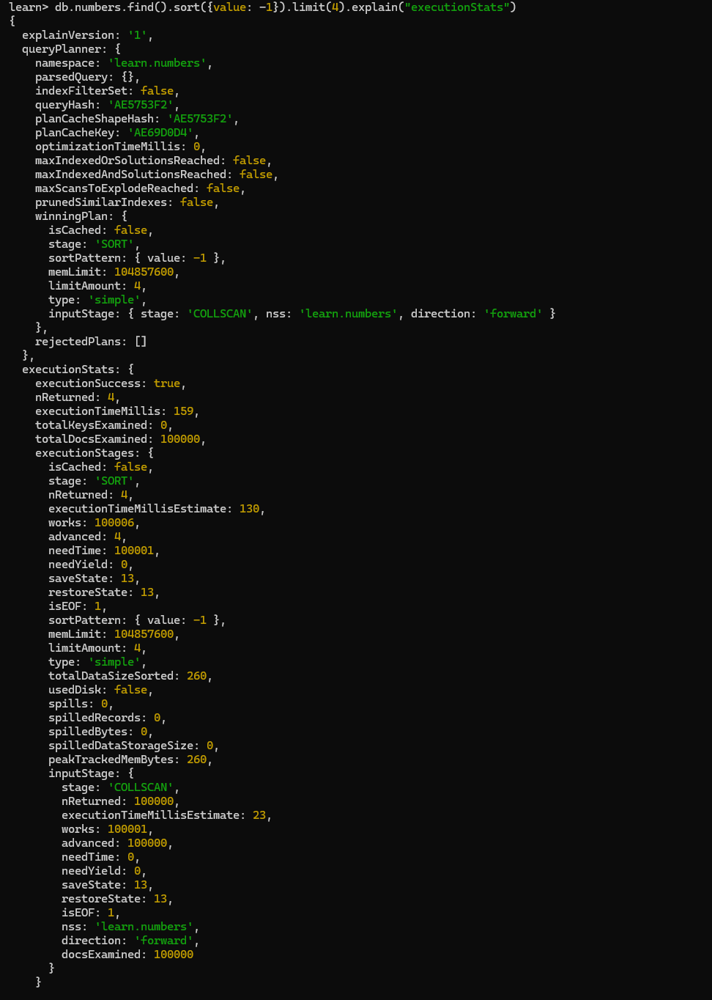 learn> db.numbers.find().sort({value: -1}).limit(4).explain("executionStats")
{
  explainVersion: '1',
  queryPlanner: {
    namespace: 'learn.numbers',
    parsedQuery: {},
    indexFilterSet: false,
    queryHash: 'AE5753F2',
    planCacheShapeHash: 'AE5753F2',
    planCacheKey: 'AE69D0D4',
    optimizationTimeMillis: 0,
    maxIndexedOrSolutionsReached: false,
    maxIndexedAndSolutionsReached: false,
    maxScansToExplodeReached: false,
    prunedSimilarIndexes: false,
    winningPlan: {
      isCached: false,
      stage: 'SORT',
      sortPattern: { value: -1 },
      memLimit: 104857600,
      limitAmount: 4,
      type: 'simple',
      inputStage: { stage: 'COLLSCAN', nss: 'learn.numbers', direction: 'forward' }
    },
    rejectedPlans: []
  },
  executionStats: {
    executionSuccess: true,
    nReturned: 4,
    executionTimeMillis: 159,
    totalKeysExamined: 0,
    totalDocsExamined: 100000,
    executionStages: {
      isCached: false,
      stage: 'SORT',
      nReturned: 4,
      executionTimeMillisEstimate: 130,
      works: 100006,
      advanced: 4,
      needTime: 100001,
      needYield: 0,
      saveState: 13,
      restoreState: 13,
      isEOF: 1,
      sortPattern: { value: -1 },
      memLimit: 104857600,
      limitAmount: 4,
      type: 'simple',
      totalDataSizeSorted: 260,
      usedDisk: false,
      spills: 0,
      spilledRecords: 0,
      spilledBytes: 0,
      spilledDataStorageSize: 0,
      peakTrackedMemBytes: 260,
      inputStage: {
        stage: 'COLLSCAN',
        nReturned: 100000,
        executionTimeMillisEstimate: 23,
        works: 100001,
        advanced: 100000,
        needTime: 0,
        needYield: 0,
        saveState: 13,
        restoreState: 13,
        isEOF: 1,
        nss: 'learn.numbers',
        direction: 'forward',
        docsExamined: 100000
      }
    }